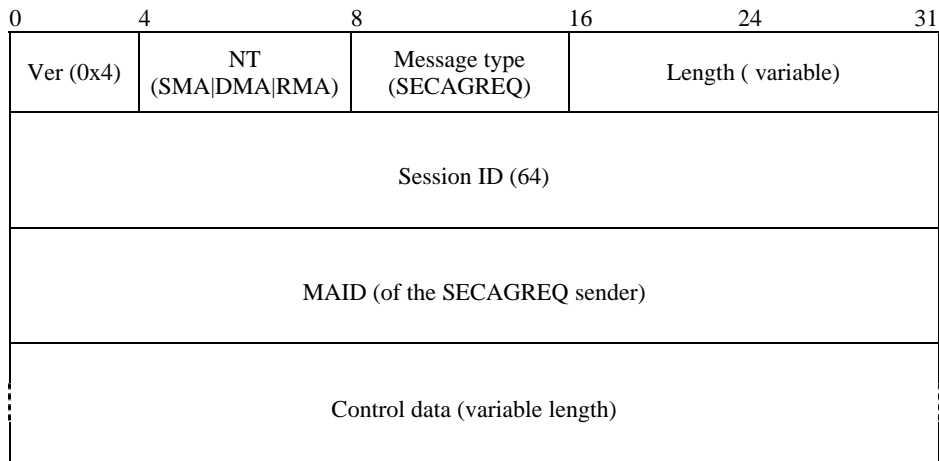 0 4 8 16 24 31
Ver (0x4)
NT
(SMA|DMA|RMA)
Message type
(SECAGREQ)
Length ( variable)
Session ID (64)
MAID (of the SECAGREQ sender)
Control data (variable length)